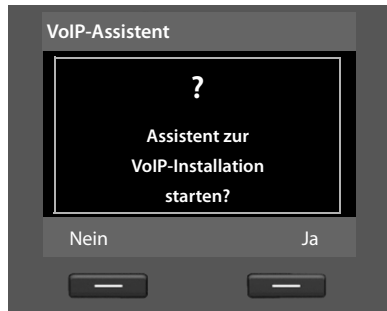 VoIP-Assistent
?
Assistent zur
VoIP-Installation
starten?
Nein Ja